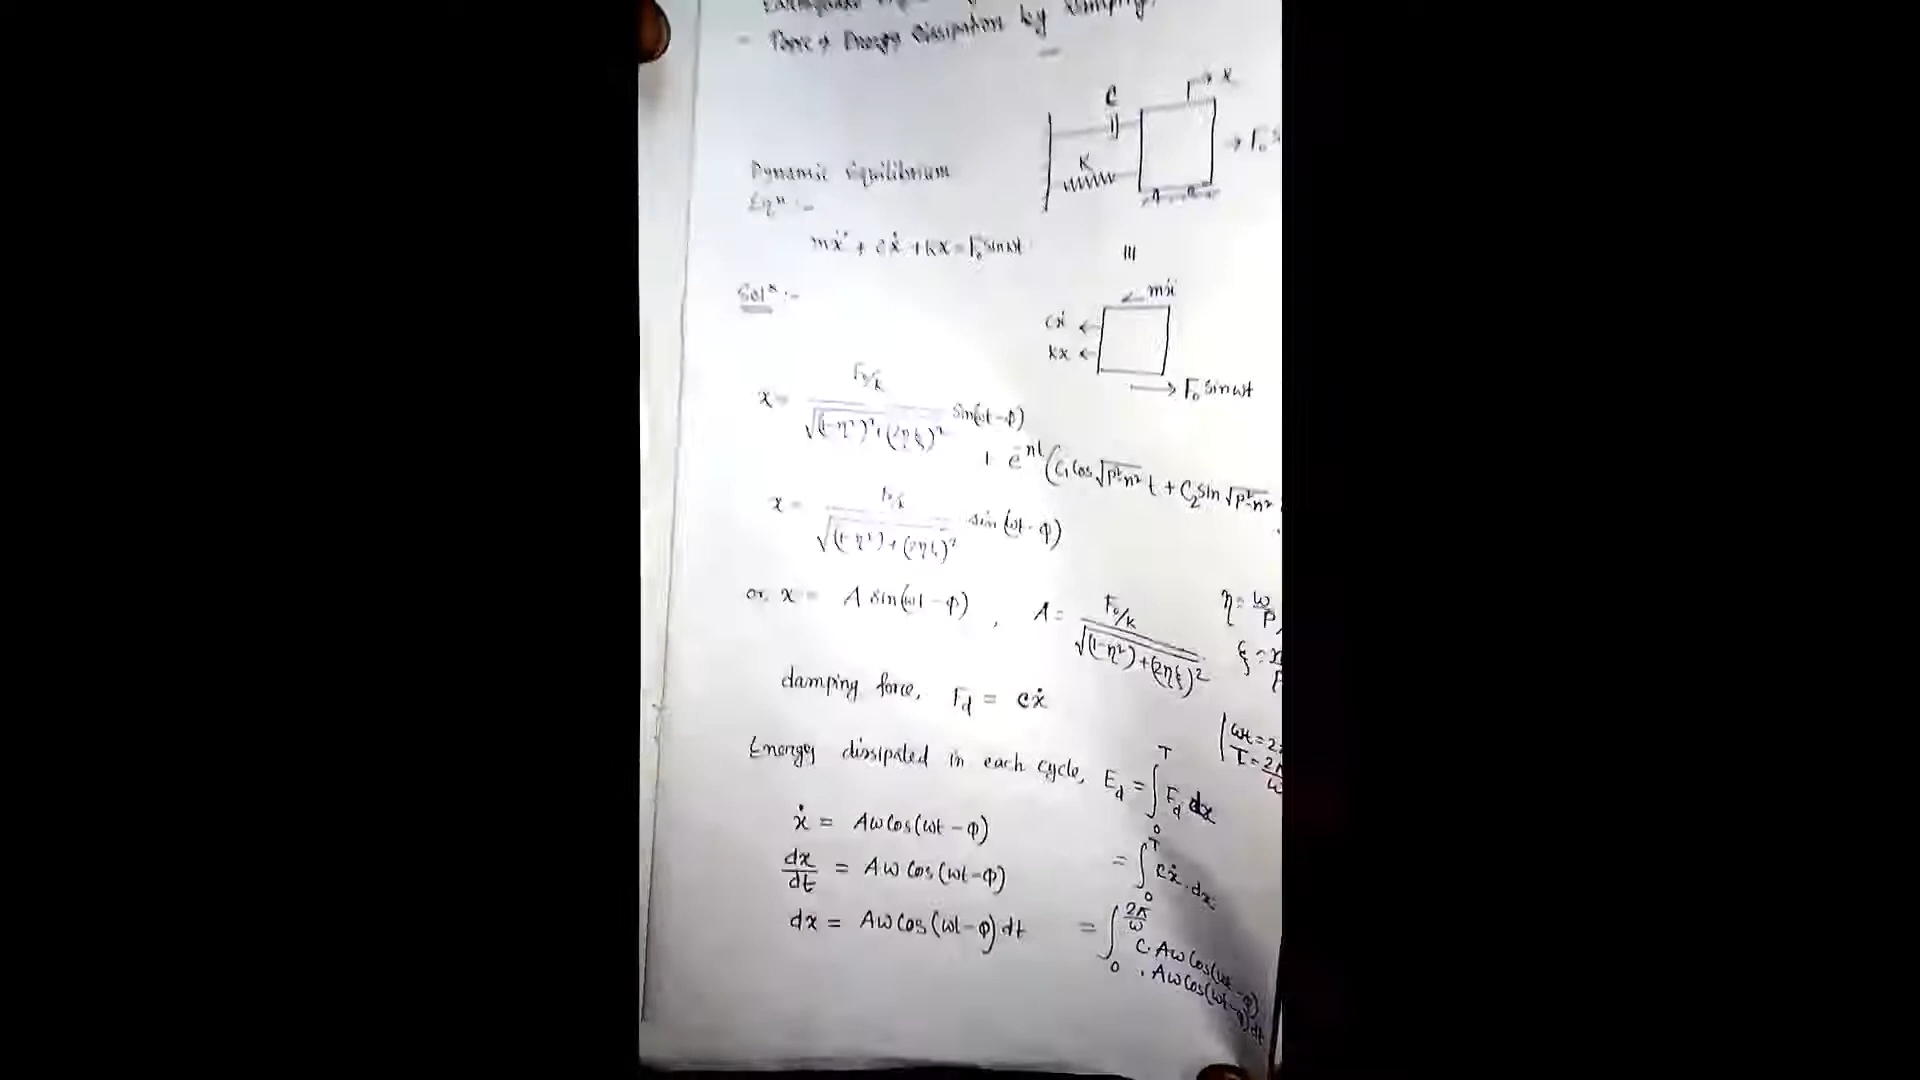 - Force & Energy Dissipation by Damping.
C
→ x
K
→ F₀ s
Dynamic Equilibrium
Eqⁿ :-
mẍ + cẋ + kx = F₀ sinωt
|||
Solⁿ :-
← mẍ
cẋ ←
kx ←
→ F₀ sinωt
x = F₀/k / √((1-η²)²+(2ηξ)²) sin(ωt-φ)
+ e^-nt (C₁ Cos √p²-n² t + C₂ Sin √p²-n²
x = F₀/k / √((1-η²)+(2ηξ)²) sin (ωt-φ)
or, x = A sin(ωt-φ) , A = F₀/k / √((1-η²)+(2ηξ)²)
η = ω/p,
ξ =
damping force, F_d = cẋ
ωt = 2
T = 2π/ω
Energy dissipated in each cycle, E_d = ∫₀ᵀ F_d dx
ẋ = Aω Cos(ωt-φ)
= ∫₀ᵀ cẋ . dx
dx/dt = Aω Cos(ωt-φ)
dx = Aω Cos(ωt-φ) dt
= ∫₀^2π/ω C. Aω Cos(ωt-φ)
. Aω Cos(ωt-φ) dt